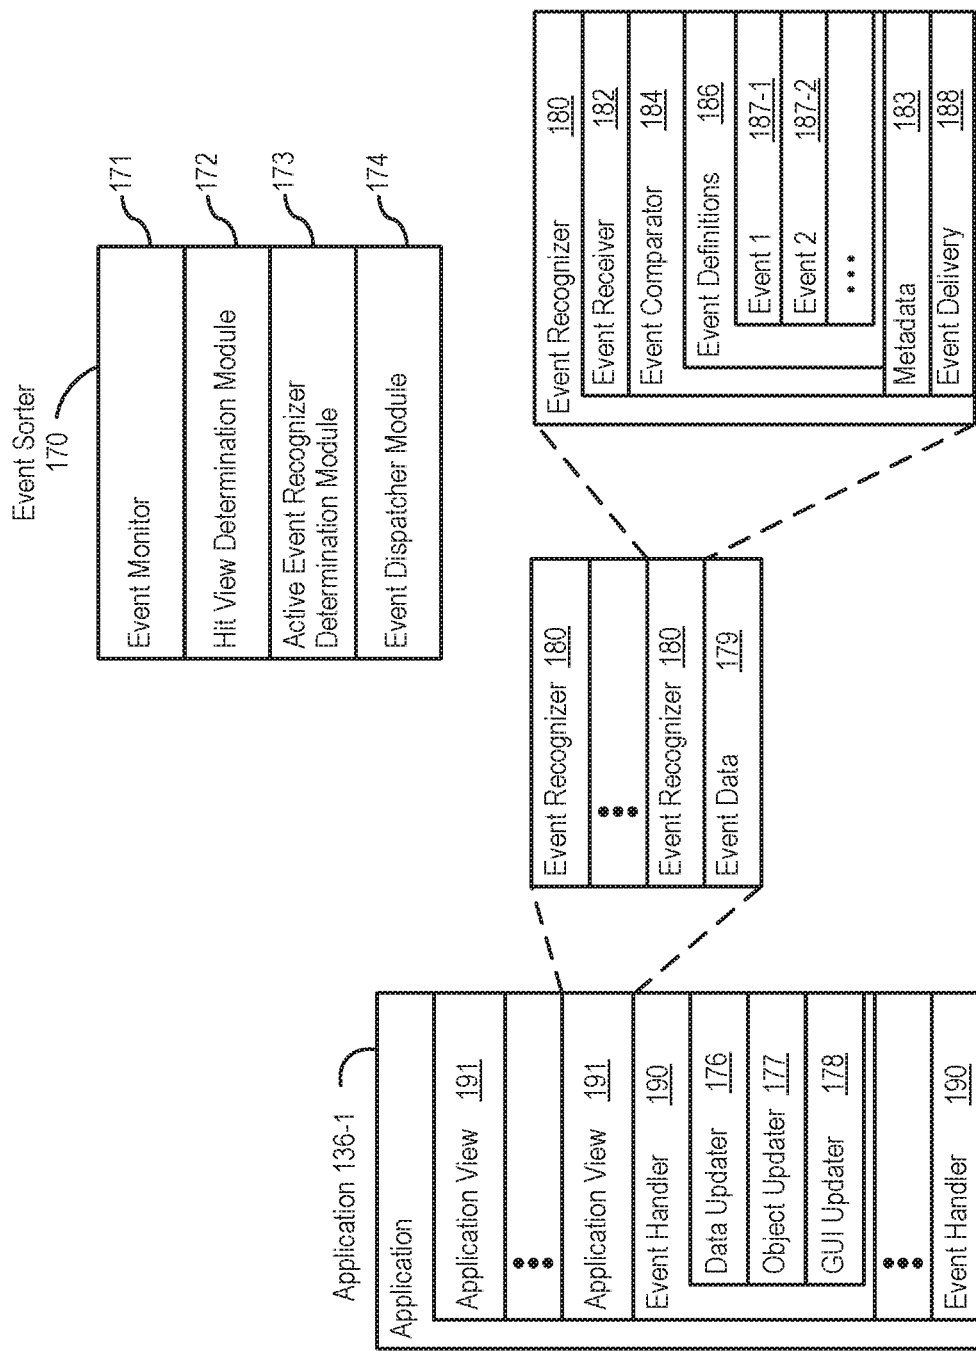 Event Sorter
170
Event Monitor
171
Hit View Determination Module
172
Active Event Recognizer
Determination Module
173
Event Dispatcher Module
174
Application 136-1
Application
Application View 191
•••
Application View 191
Event Handler 190
Data Updater 176
Object Updater 177
GUI Updater 178
•••
Event Handler 190
Event Recognizer 180
•••
Event Recognizer 180
Event Data 179
Event Recognizer 180
Event Receiver 182
Event Comparator 184
Event Definitions 186
Event 1 187-1
Event 2 187-2
•••
Metadata 183
Event Delivery 188